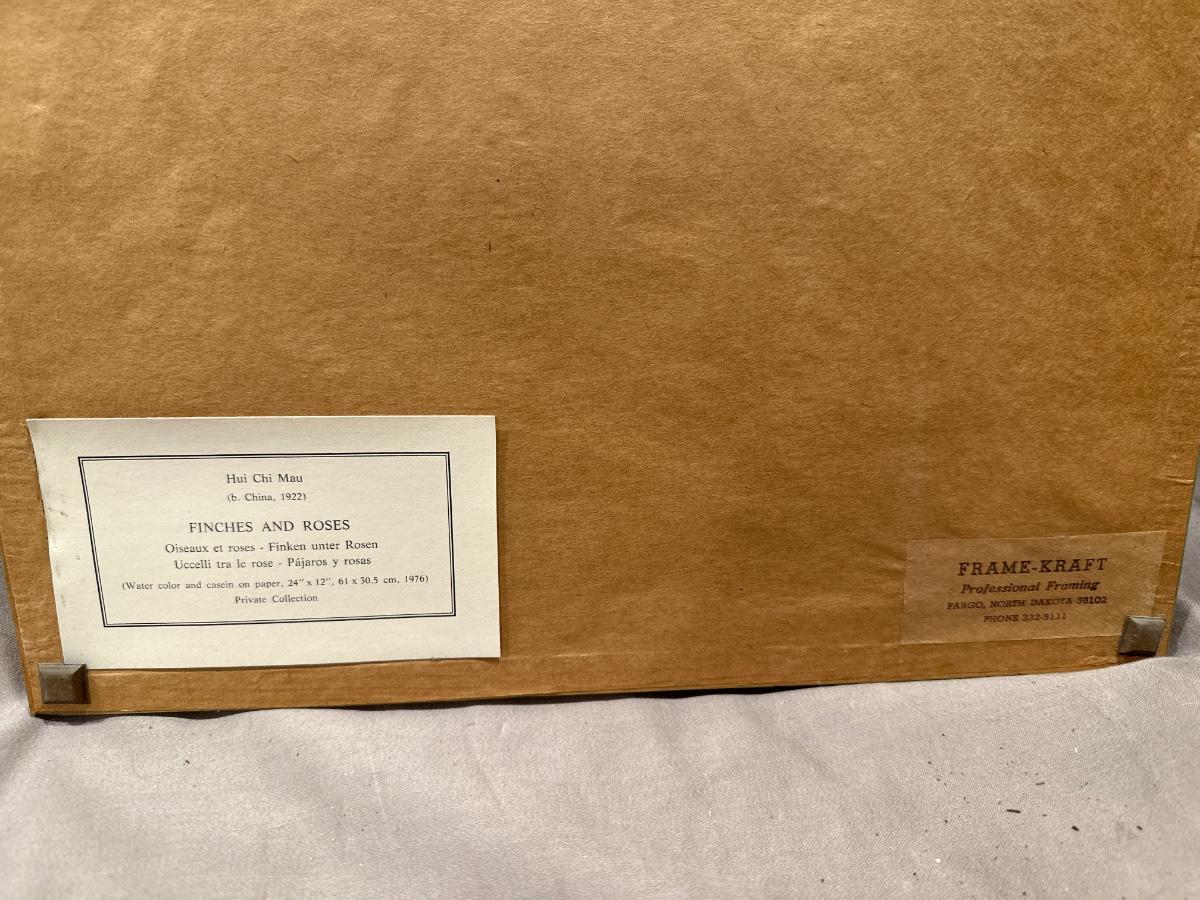 Hui Chi Mau
(b. China, 1922)
FINCHES AND ROSES
Oiseaux et roses - Finken unter Rosen
Uccelli tra le rose - Pájaros y rosas
(Water color and casein on paper, 24" x 12", 61 x 30.5 cm, 1976)
Private Collection
FRAME-KRAFT
Professional Framing
FARGO, NORTH DAKOTA 58102
PHONE 232-5111